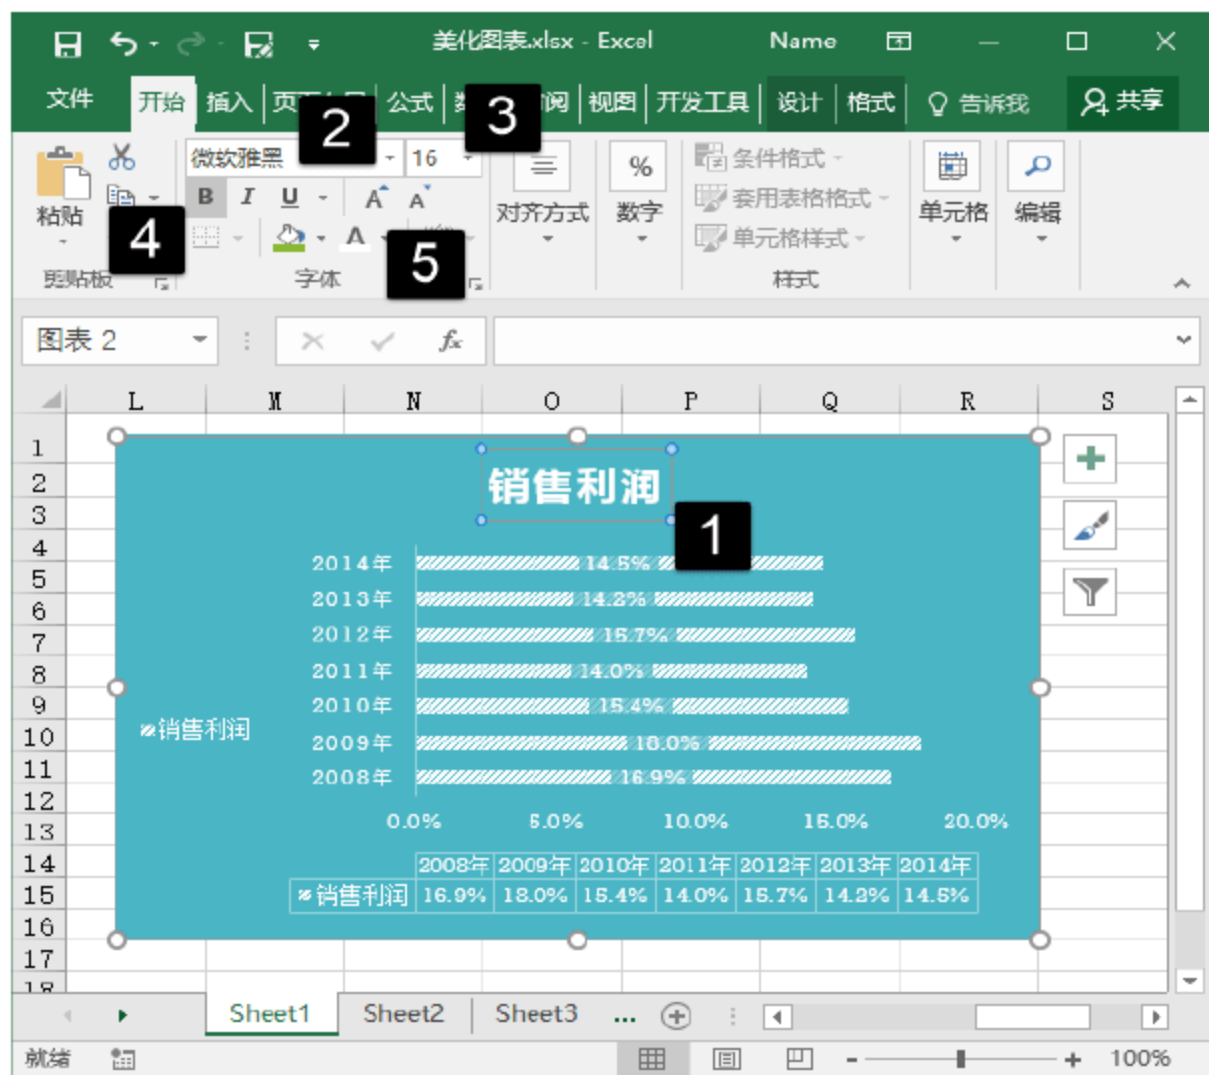 美化图表.xlsx - Excel Name
文件 开始 插入 公式 视图 开发工具 设计 格式 告诉我 共享
2 3
微软雅黑 16
B I U A A
粘贴 对齐方式 % 数字 条件格式 套用表格格式 单元格样式 单元格 编辑
4 A 5
剪贴板 字体 样式
图表 2 fx
L M N O P Q R S
1
2
3
4
5
6
7
8
9
10
11
12
13
14
15
16
17
18
销售利润
1
2014年 14.5%
2013年 14.2%
2012年 15.7%
2011年 14.0%
2010年 15.4%
销售利润
2009年 18.0%
2008年 16.9%
0.0% 5.0% 10.0% 15.0% 20.0%
2008年 2009年 2010年 2011年 2012年 2013年 2014年
销售利润 16.9% 18.0% 15.4% 14.0% 15.7% 14.2% 14.5%
Sheet1 Sheet2 Sheet3 ...
就绪 100%